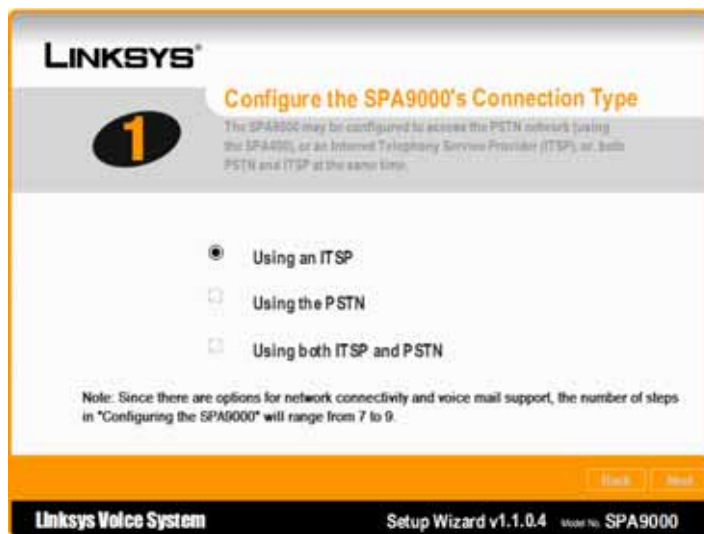 LINKSYS®
1
Configure the SPA9000's Connection Type
The SPA9000 may be configured to access the PSTN network (using
the SPA400), or an Internet Telephony Service Provider (ITSP), or, both
PSTN and ITSP at the same time.
Using an ITSP
Using the PSTN
Using both ITSP and PSTN
Note: Since there are options for network connectivity and voice mail support, the number of steps
in "Configuring the SPA9000" will range from 7 to 9.
Back Next
Linksys Voice System
Setup Wizard v1.1.0.4 Model No. SPA9000